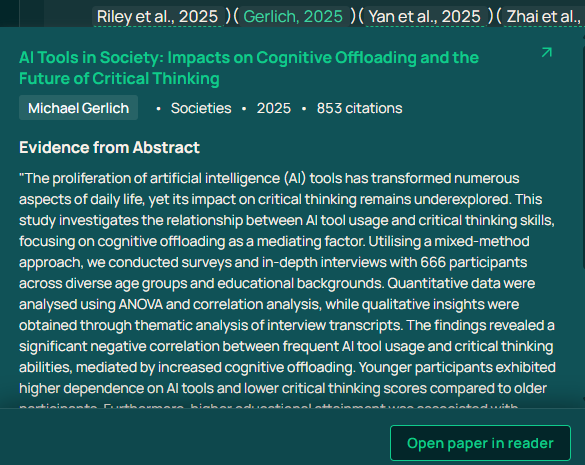 Riley et al., 2025 )( Gerlich, 2025 )( Yan et al., 2025 )( Zhai et al.,
AI Tools in Society: Impacts on Cognitive Offloading and the
Future of Critical Thinking
Michael Gerlich • Societies • 2025 • 853 citations
Evidence from Abstract
"The proliferation of artificial intelligence (AI) tools has transformed numerous
aspects of daily life, yet its impact on critical thinking remains underexplored. This
study investigates the relationship between AI tool usage and critical thinking skills,
focusing on cognitive offloading as a mediating factor. Utilising a mixed-method
approach, we conducted surveys and in-depth interviews with 666 participants
across diverse age groups and educational backgrounds. Quantitative data were
analysed using ANOVA and correlation analysis, while qualitative insights were
obtained through thematic analysis of interview transcripts. The findings revealed a
significant negative correlation between frequent AI tool usage and critical thinking
abilities, mediated by increased cognitive offloading. Younger participants exhibited
higher dependence on AI tools and lower critical thinking scores compared to older
participants. Furthermore, higher educational attainment was associated with
Open paper in reader